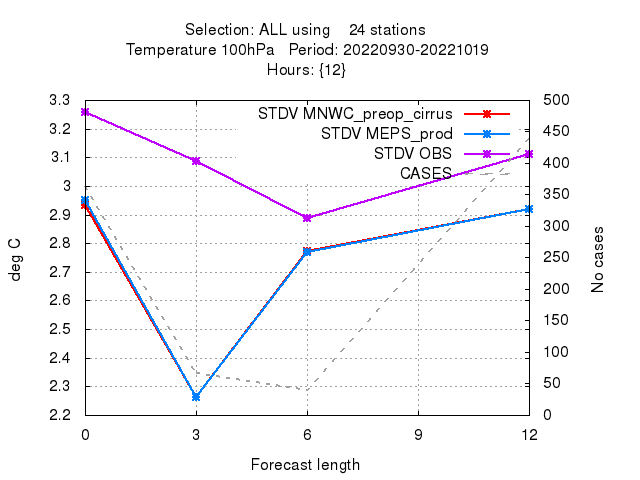 Selection: ALL using    24 stations
Temperature 100hPa   Period: 20220930-20221019
Hours: {12}
STDV MNWC_preop_cirrus
STDV MEPS_prod
STDV OBS
CASES
3.3
3.2
3.1
3
2.9
2.8
2.7
2.6
2.5
2.4
2.3
2.2
500
450
400
350
300
250
200
150
100
50
0
deg C
No cases
0 3 6 9 12
Forecast length